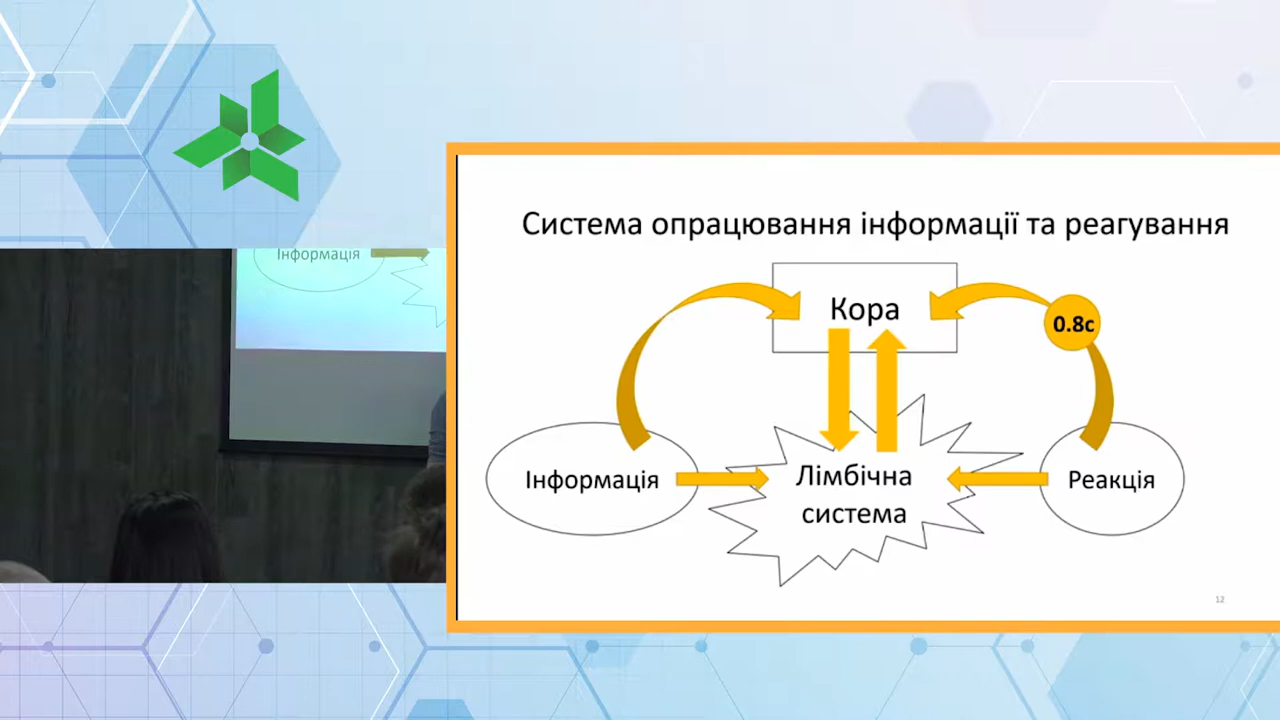 Система опрацювання інформації та реагування
Кора
0.8с
Інформація
Лімбічна
система
Реакція
12
Інформація